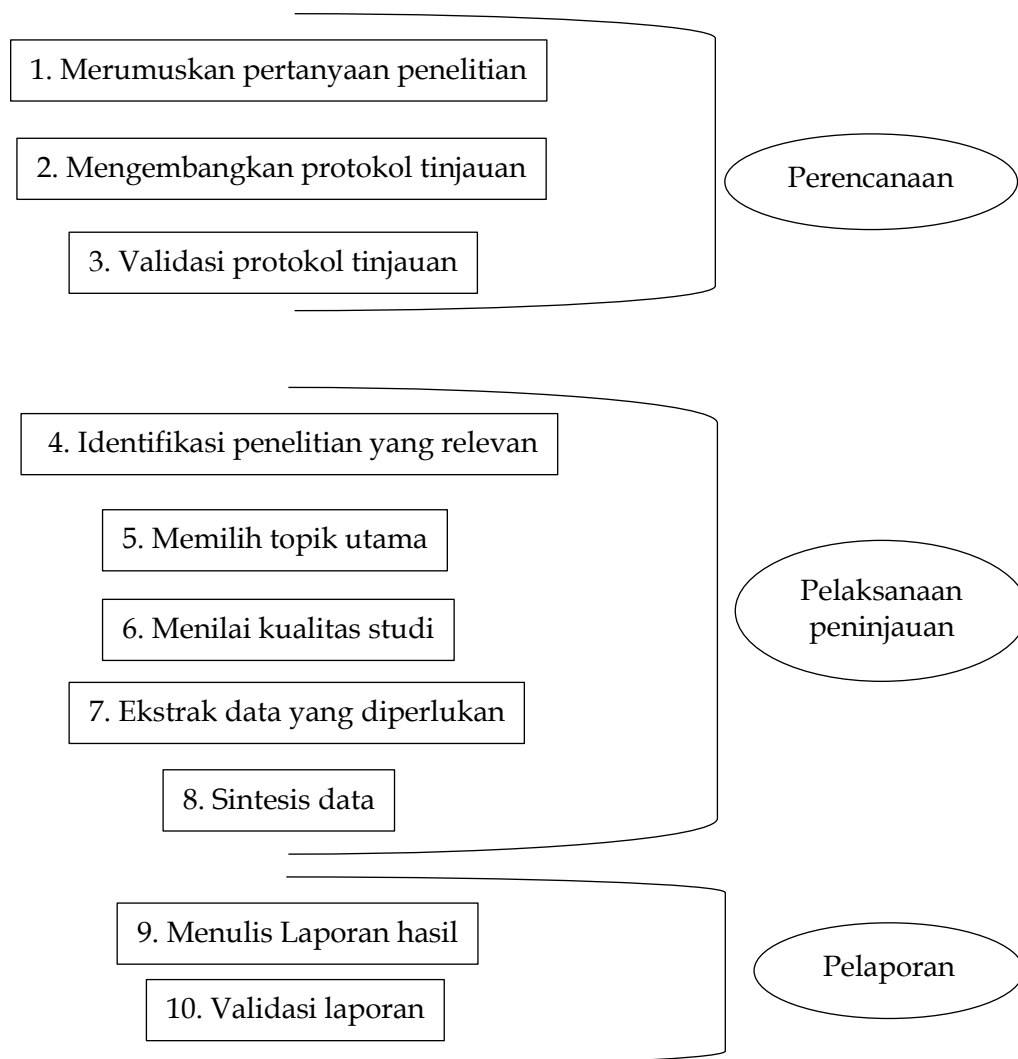 1. Merumuskan pertanyaan penelitian
2. Mengembangkan protokol tinjauan
Perencanaan
3. Validasi protokol tinjauan
4. Identifikasi penelitian yang relevan
5. Memilih topik utama
6. Menilai kualitas studi
Pelaksanaan
peninjauan
7. Ekstrak data yang diperlukan
8. Sintesis data
9. Menulis Laporan hasil
Pelaporan
10. Validasi laporan